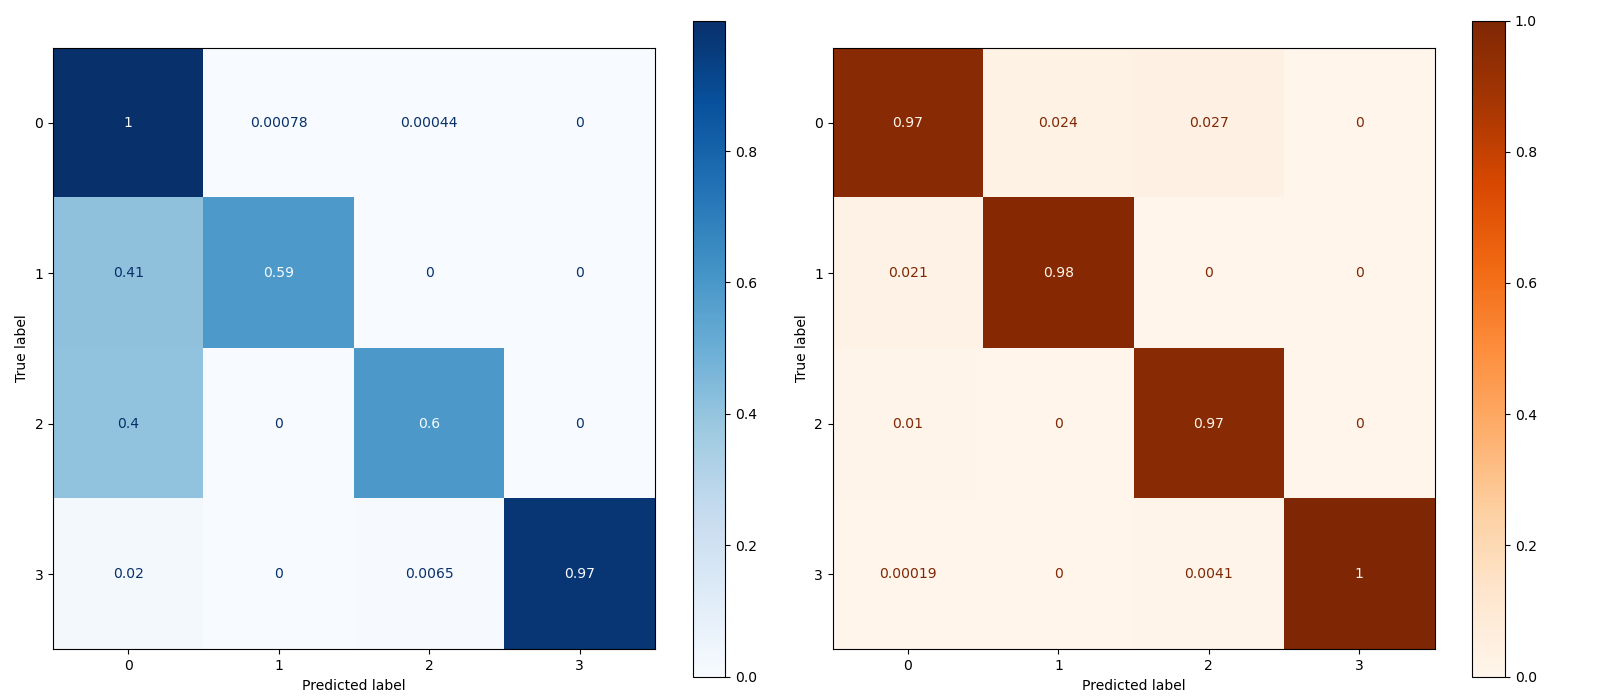 0 1 0.00078 0.00044 0
1 0.41 0.59 0 0
2 0.4 0 0.6 0
3 0.02 0 0.0065 0.97
0 1 2 3
Predicted label
True label
0.8
0.6
0.4
0.2
0.0
0 0.97 0.024 0.027 0
1 0.021 0.98 0 0
2 0.01 0 0.97 0
3 0.00019 0 0.0041 1
0 1 2 3
Predicted label
True label
1.0
0.8
0.6
0.4
0.2
0.0